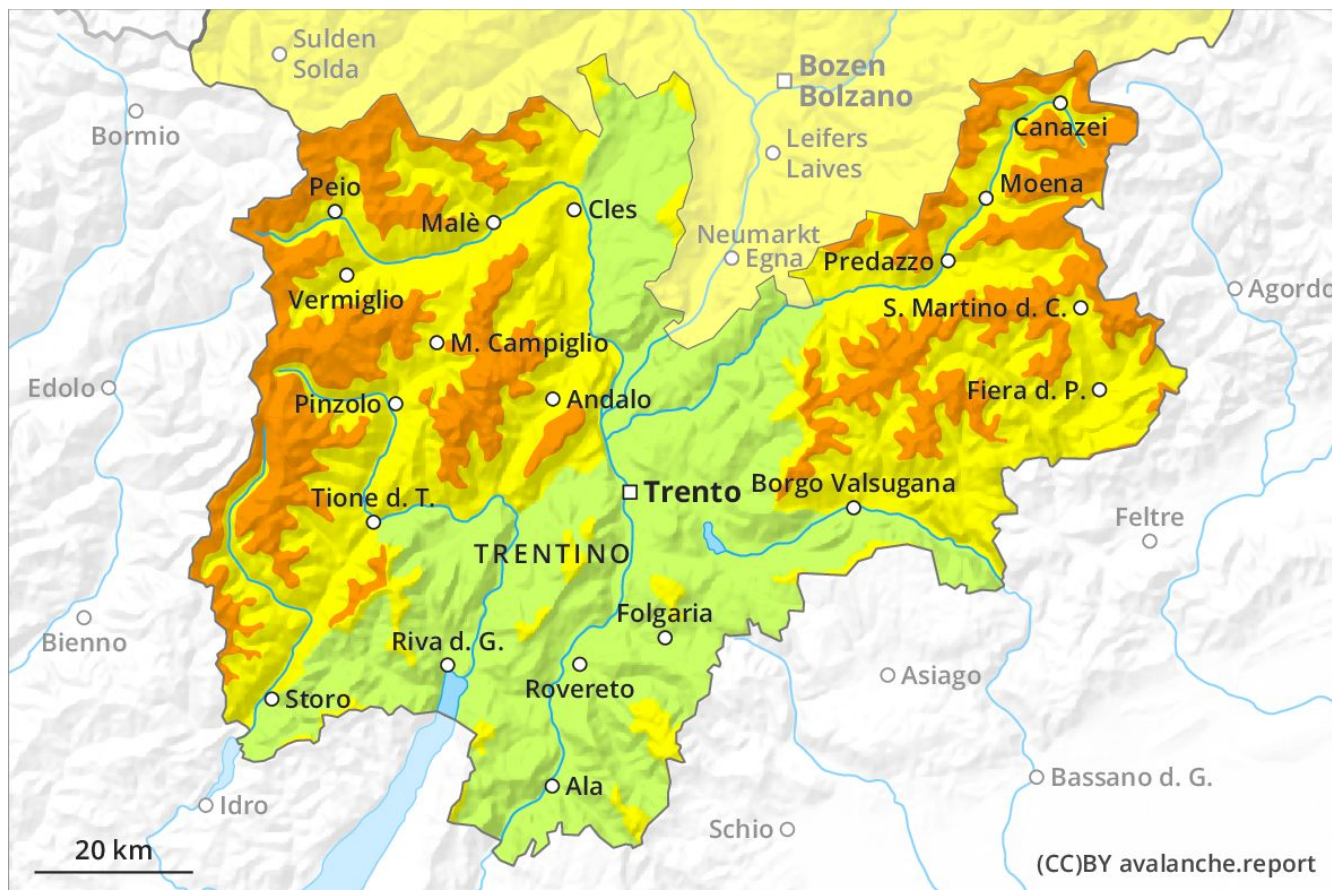 Sulden
Solda
Bozen
Bolzano
Bormio
Canazei
Leifers
Laives
Peio
Moena
Malè
Cles
Neumarkt
Egna
Predazzo
Vermiglio
S. Martino d. C.
Agordo
M. Campiglio
Edolo
Pinzolo
Andalo
Fiera d. P.
Tione d. T.
Trento
Borgo Valsugana
Feltre
TRENTINO
Folgaria
Bienno
Riva d. G.
Asiago
Rovereto
Storo
Bassano d. G.
Ala
Idro
Schio
20 km
(CC)BY avalanche.report